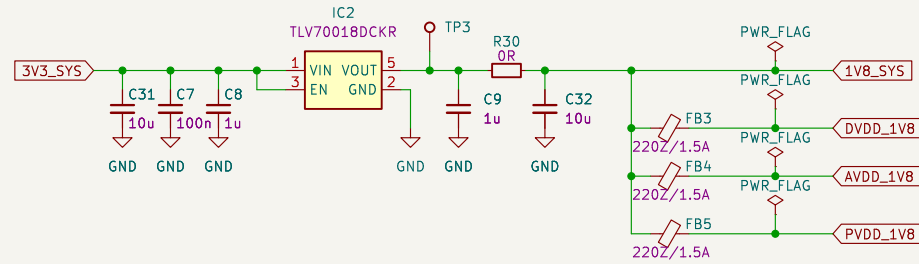 IC2
TLV70018DCKR
TP3
PWR_FLAG
R30
0R
3V3_SYS
1 VIN VOUT 5
3 EN GND 2
1V8_SYS
PWR_FLAG
C31
10u
C7
100n
C8
1u
C9
1u
C32
10u
FB3
220Z/1.5A
DVDD_1V8
PWR_FLAG
GND
GND
GND
GND
GND
GND
FB4
220Z/1.5A
AVDD_1V8
PWR_FLAG
FB5
220Z/1.5A
PVDD_1V8